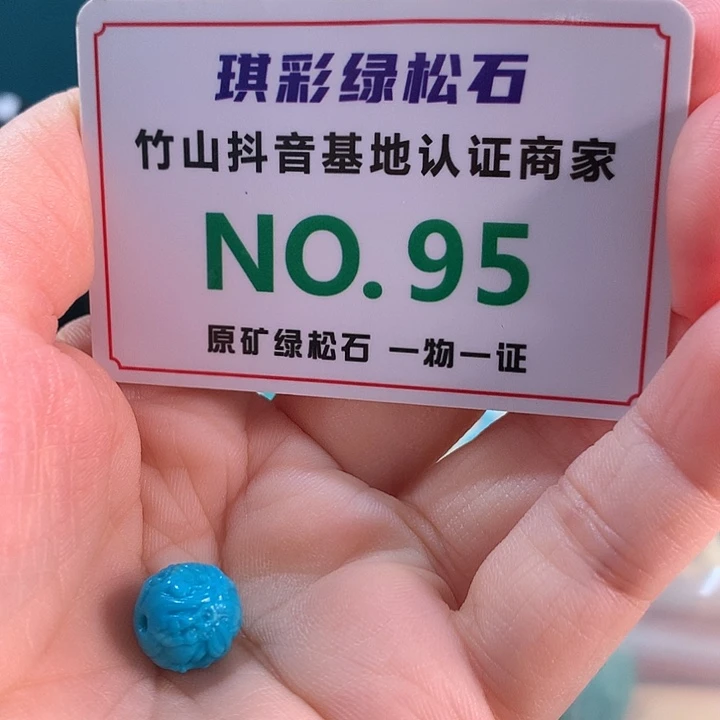 琪彩绿松石
竹山抖音基地认证商家
NO.95
原矿绿松石 一物一证